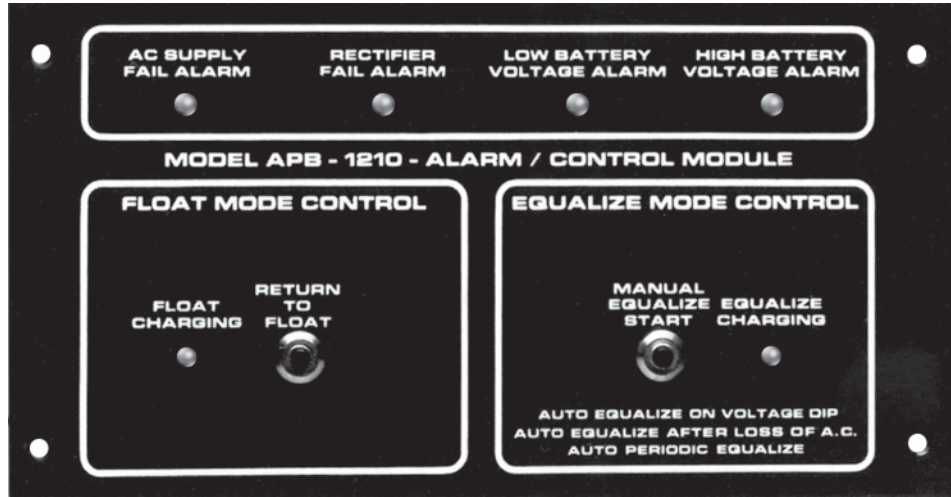 AC SUPPLY
FAIL ALARM
RECTIFIER
FAIL ALARM
LOW BATTERY
VOLTAGE ALARM
HIGH BATTERY
VOLTAGE ALARM
MODEL APB - 1210 - ALARM / CONTROL MODULE
FLOAT MODE CONTROL
FLOAT
CHARGING
RETURN
TO
FLOAT
EQUALIZE MODE CONTROL
MANUAL
EQUALIZE
START
EQUALIZE
CHARGING
AUTO EQUALIZE ON VOLTAGE DIP
AUTO EQUALIZE AFTER LOSS OF A.C.
AUTO PERIODIC EQUALIZE